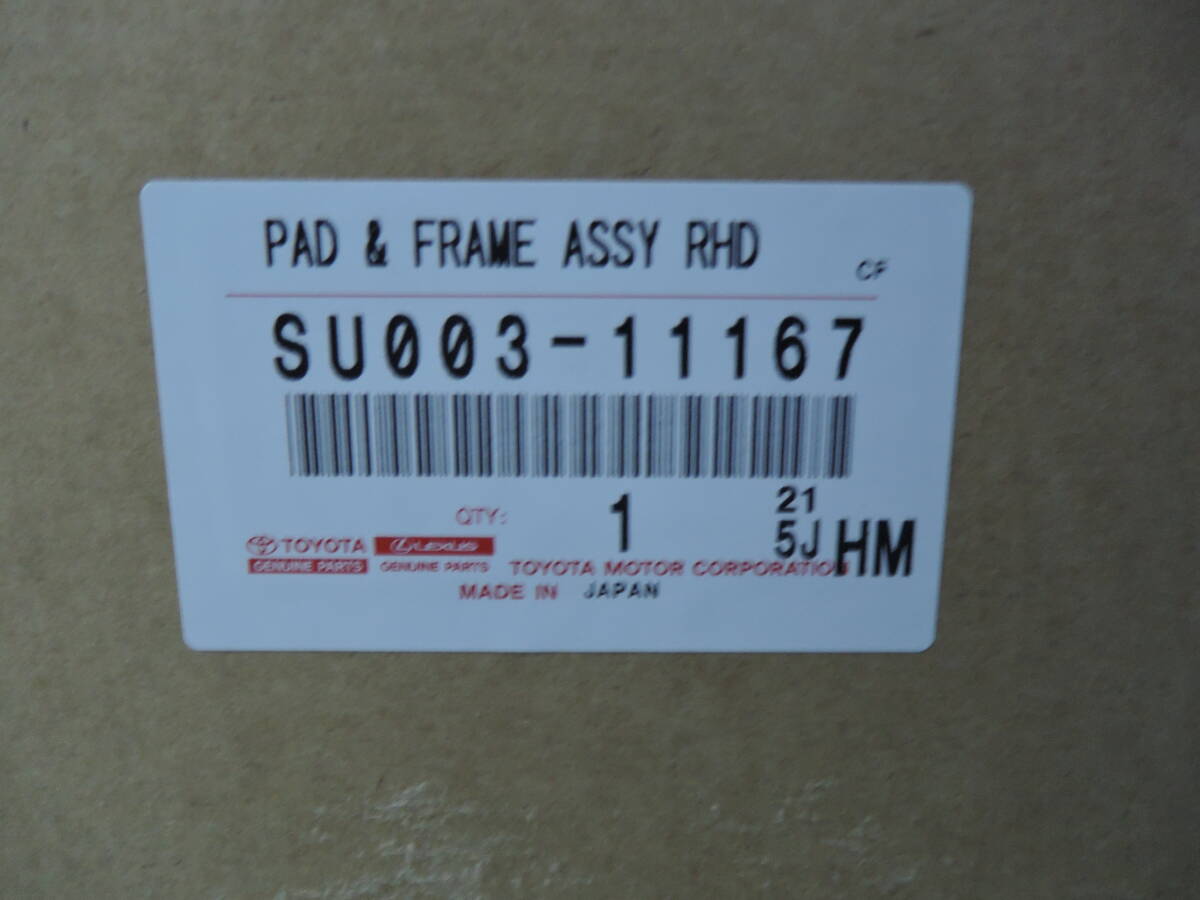 PAD & FRAME ASSY RHD CF
SU003-11167
QTY: 1 21
5J HM
TOYOTA LEXUS
GENUINE PARTS GENUINE PARTS TOYOTA MOTOR CORPORATION
MADE IN JAPAN